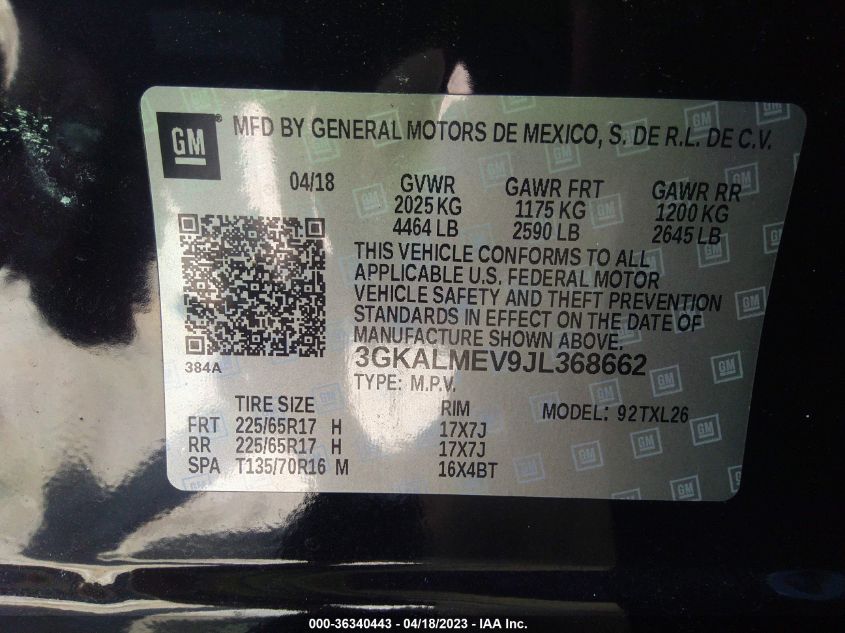 GM ® MFD BY GENERAL MOTORS DE MEXICO, S. DE R.L. DE C.V.
04/18 GVWR GAWR FRT GAWR RR
2025 KG 1175 KG 1200 KG
4464 LB 2590 LB 2645 LB
THIS VEHICLE CONFORMS TO ALL
APPLICABLE U.S. FEDERAL MOTOR
VEHICLE SAFETY AND THEFT PREVENTION
STANDARDS IN EFFECT ON THE DATE OF
MANUFACTURE SHOWN ABOVE.
384A 3GKALMEV9JL368662
TYPE: M.P.V.
TIRE SIZE RIM MODEL: 92TXL26
FRT 225/65R17 H 17X7J
RR 225/65R17 H 17X7J
SPA T135/70R16 M 16X4BT
000-36340443 - 04/18/2023 - IAA Inc.